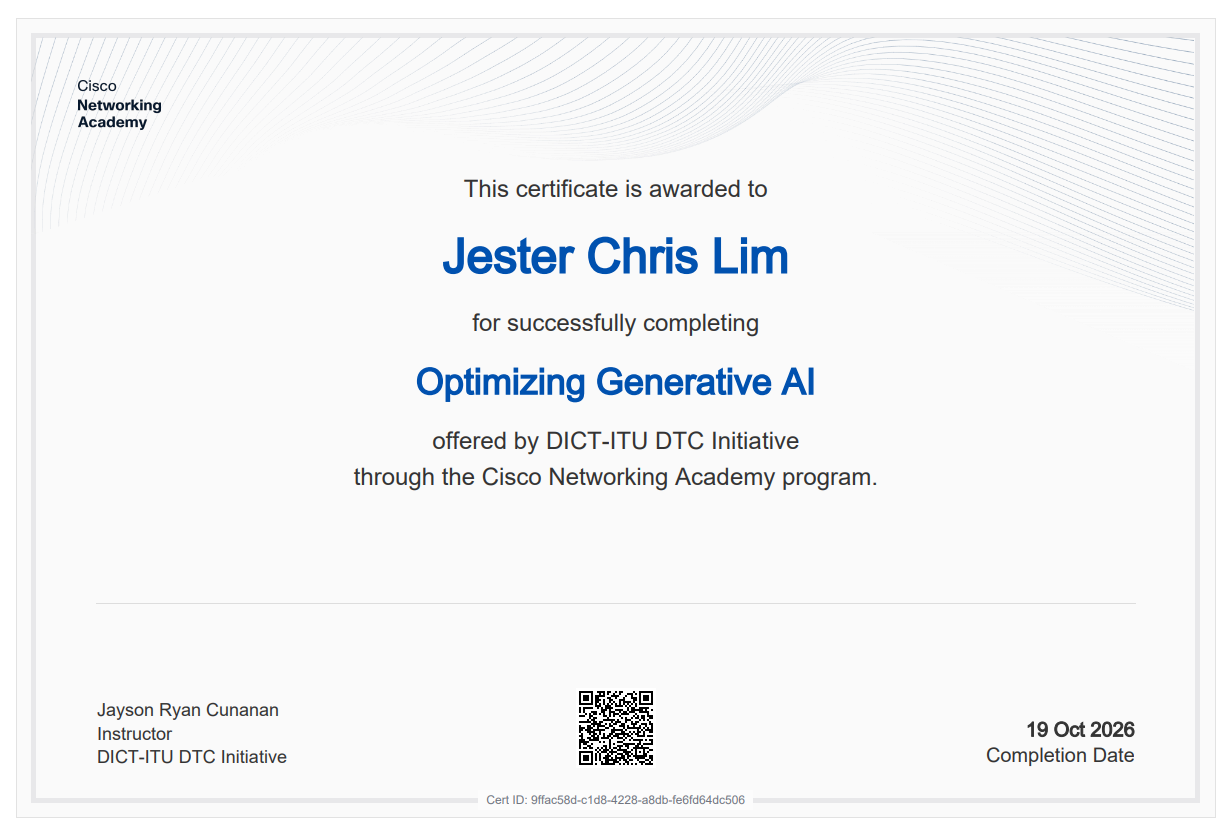 Cisco
Networking
Academy
This certificate is awarded to
Jester Chris Lim
for successfully completing
Optimizing Generative AI
offered by DICT-ITU DTC Initiative
through the Cisco Networking Academy program.
Jayson Ryan Cunanan
Instructor
DICT-ITU DTC Initiative
19 Oct 2026
Completion Date
Cert ID: 9ffac58d-c1d8-4228-a8db-fe6fd64dc506